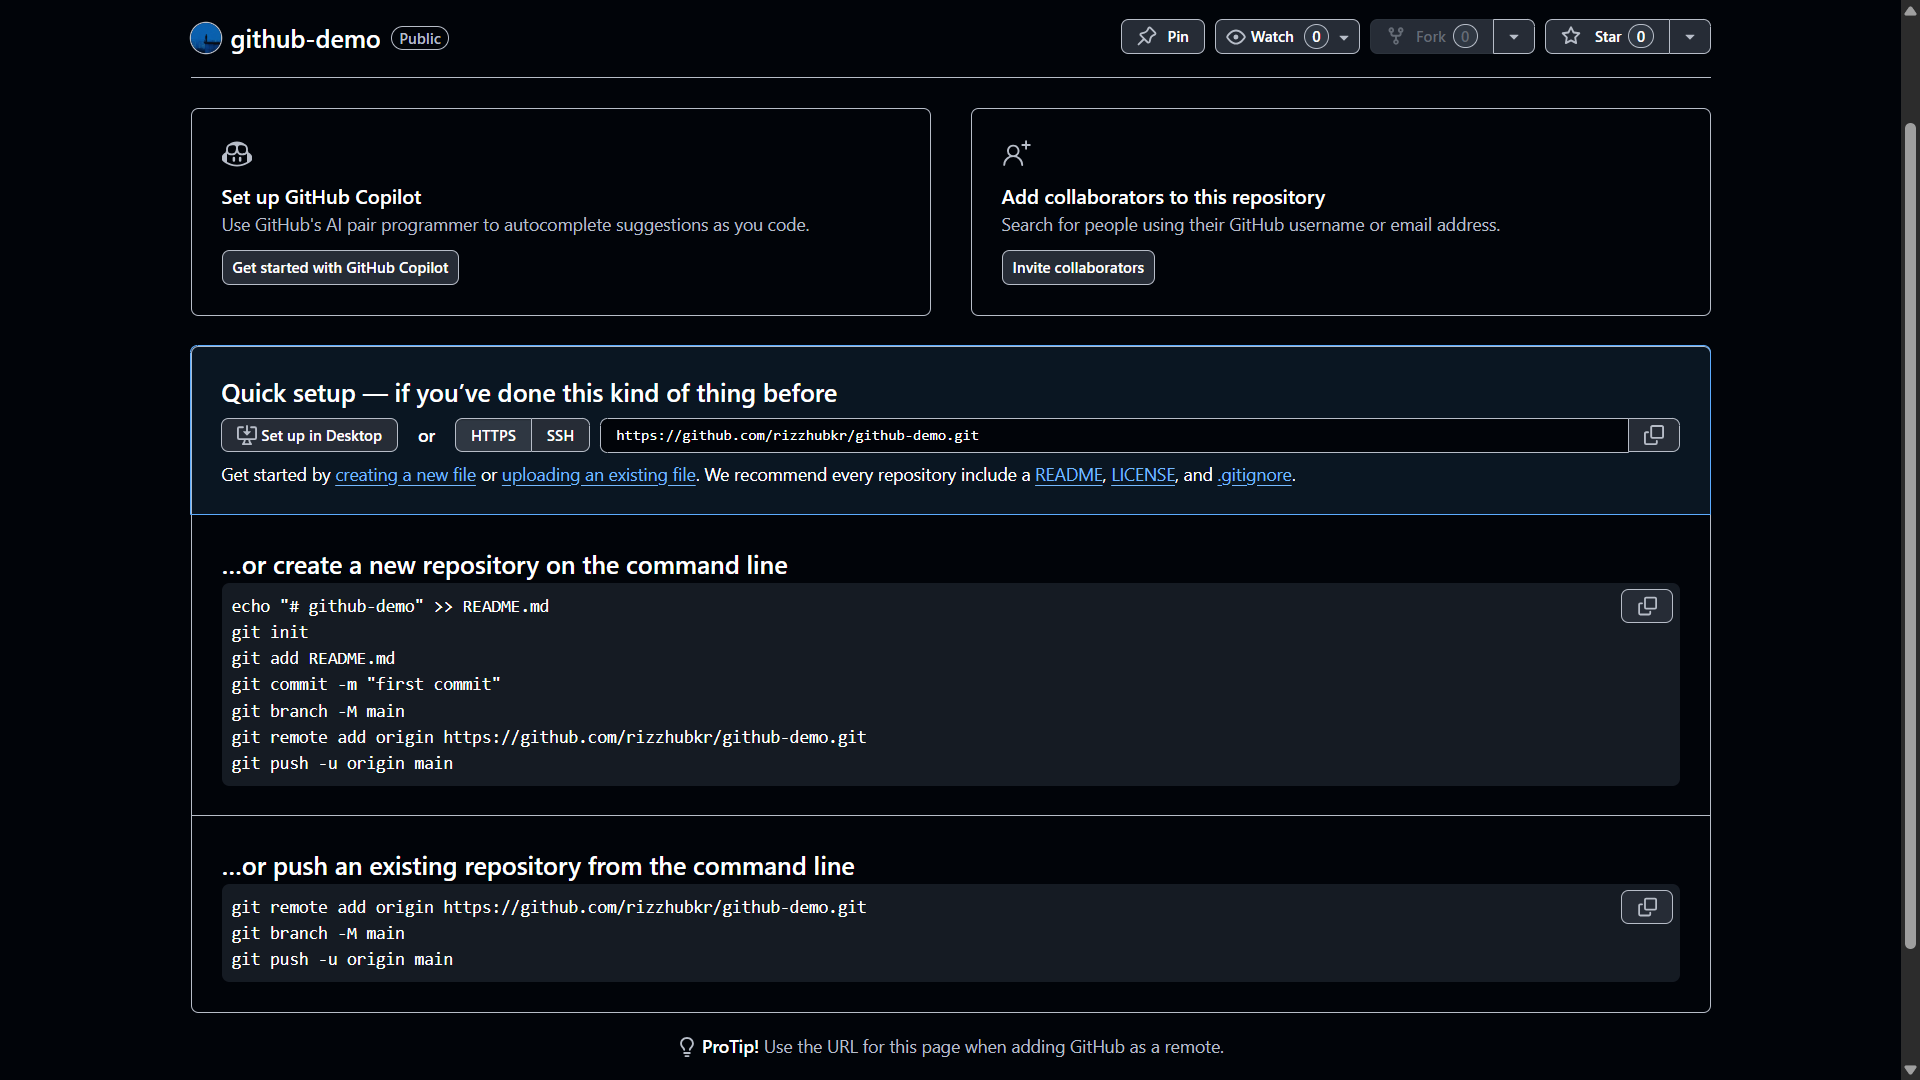 github-demo Public
Pin Watch 0 Fork 0 Star 0
Set up GitHub Copilot
Use GitHub's AI pair programmer to autocomplete suggestions as you code.
Get started with GitHub Copilot
Add collaborators to this repository
Search for people using their GitHub username or email address.
Invite collaborators
Quick setup — if you’ve done this kind of thing before
Set up in Desktop or HTTPS SSH https://github.com/rizzhubkr/github-demo.git
Get started by creating a new file or uploading an existing file. We recommend every repository include a README, LICENSE, and .gitignore.
…or create a new repository on the command line
echo "# github-demo" >> README.md
git init
git add README.md
git commit -m "first commit"
git branch -M main
git remote add origin https://github.com/rizzhubkr/github-demo.git
git push -u origin main
…or push an existing repository from the command line
git remote add origin https://github.com/rizzhubkr/github-demo.git
git branch -M main
git push -u origin main
ProTip! Use the URL for this page when adding GitHub as a remote.